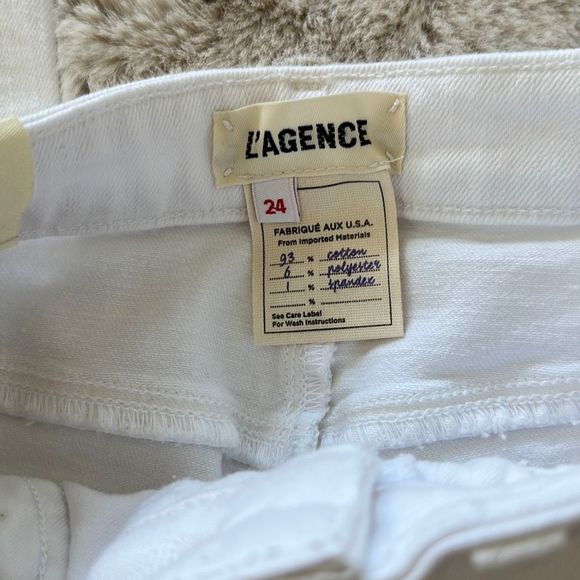 L'AGENCE
24
FABRIQUÉ AUX U.S.A.
From Imported Materials
93 % cotton
6 % polyester
1 % spandex
%
See Care Label
For Wash Instructions